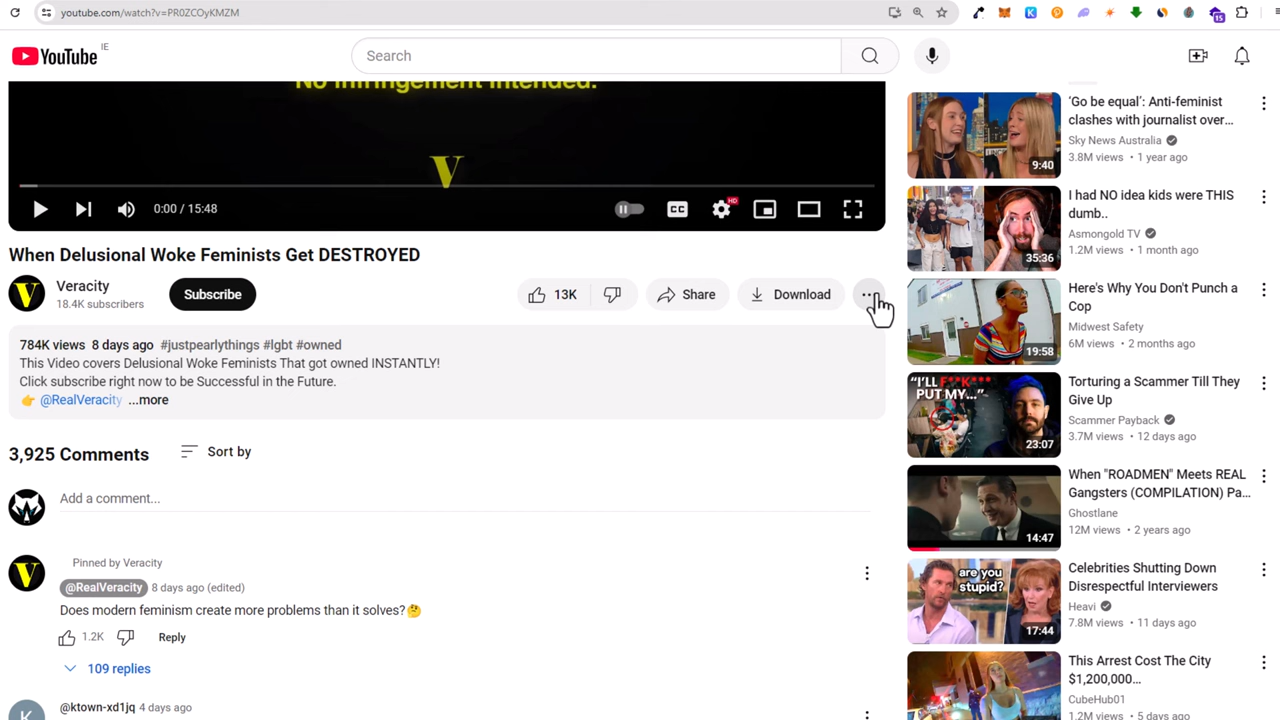 youtube.com/watch?v=PR0ZCOyKMZM
15
YouTube IE
Search
No Infringement Intended.
V
0:00 / 15:48
CC
HD
When Delusional Woke Feminists Get DESTROYED
V
Veracity
18.4K subscribers
Subscribe
13K
Share
Download
784K views 8 days ago #justpearlythings #lgbt #owned
This Video covers Delusional Woke Feminists That got owned INSTANTLY!
Click subscribe right now to be Successful in the Future.
👉 @RealVeracity ...more
3,925 Comments
Sort by
Add a comment...
V
Pinned by Veracity
@RealVeracity 8 days ago (edited)
Does modern feminism create more problems than it solves?🤔
1.2K
Reply
109 replies
K
@ktown-xd1jq 4 days ago
9:40
'Go be equal': Anti-feminist
clashes with journalist over...
Sky News Australia
3.8M views • 1 year ago
35:36
I had NO idea kids were THIS
dumb..
Asmongold TV
1.2M views • 1 month ago
19:58
Here's Why You Don't Punch a
Cop
Midwest Safety
6M views • 2 months ago
"I'LL F**K***
PUT MY..."
23:07
Torturing a Scammer Till They
Give Up
Scammer Payback
3.7M views • 12 days ago
14:47
When "ROADMEN" Meets REAL
Gangsters (COMPILATION) Pa...
Ghostlane
12M views • 2 years ago
are you
stupid?
17:44
Celebrities Shutting Down
Disrespectful Interviewers
Heavi
7.8M views • 11 days ago
This Arrest Cost The City
$1,200,000...
CubeHub01
1.2M views • 5 days ago